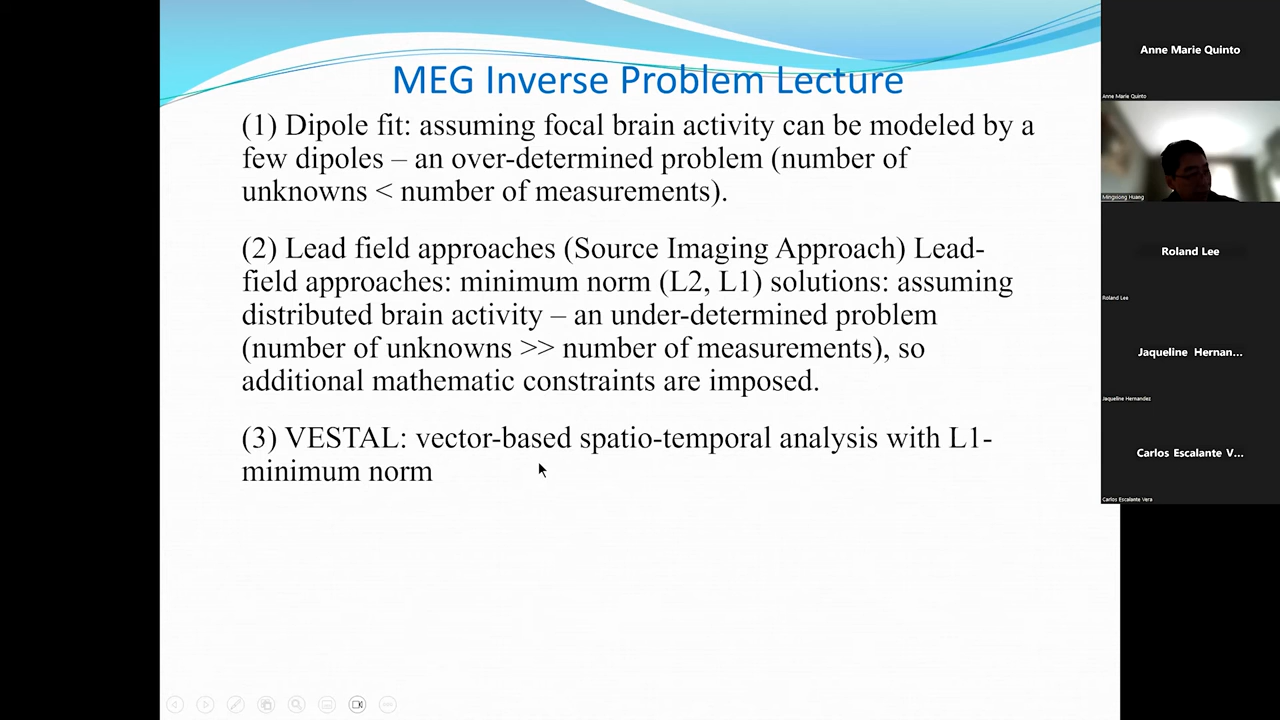 MEG Inverse Problem Lecture
(1) Dipole fit: assuming focal brain activity can be modeled by a
few dipoles – an over-determined problem (number of
unknowns < number of measurements).
(2) Lead field approaches (Source Imaging Approach) Lead-
field approaches: minimum norm (L2, L1) solutions: assuming
distributed brain activity – an under-determined problem
(number of unknowns >> number of measurements), so
additional mathematic constraints are imposed.
(3) VESTAL: vector-based spatio-temporal analysis with L1-
minimum norm
Anne Marie Quinto
Anne Marie Quinto
Mingxiong Huang
Roland Lee
Roland Lee
Jaqueline Hernan...
Jaqueline Hernandez
Carlos Escalante V...
Carlos Escalante Vera